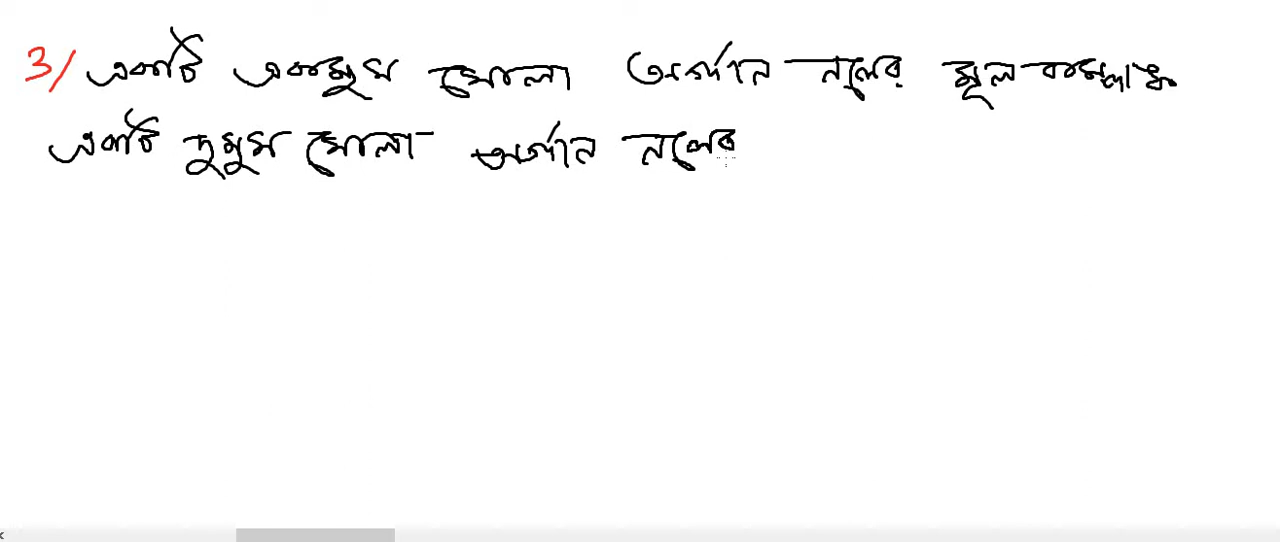 3/ একটি একমুখ খোলা অর্গান নলের মূল কম্পাঙ্ক
একটি দুমুখ খোলা অর্গান নলের